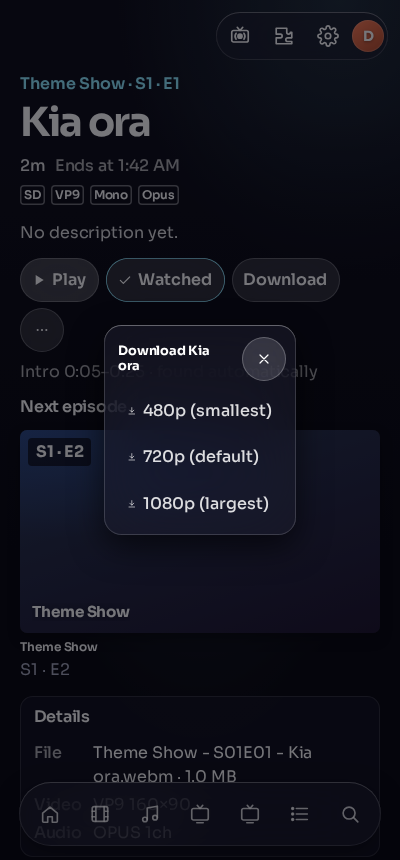 D
Theme Show · S1 · E1
Kia ora
2m Ends at 1:42 AM
SD VP9 Mono Opus
No description yet.
Play Watched Download
Download Kia
ora
Intro 0:05–
Next episode
480p (smallest)
S1 · E2
720p (default)
1080p (largest)
Theme Show
Theme Show
S1 · E2
Details
File Theme Show - S01E01 - Kia
ora.webm · 1.0 MB
Video VP9 160×90
Audio OPUS 1ch